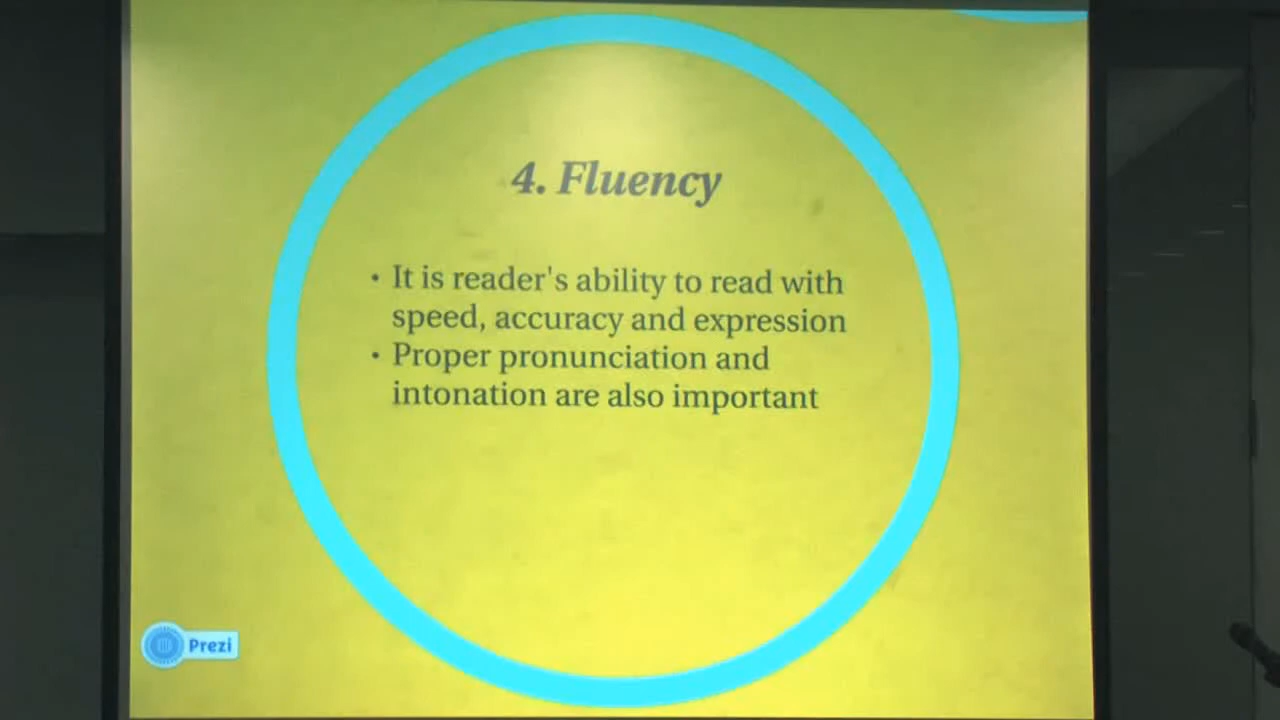 4. Fluency
• It is reader's ability to read with
speed, accuracy and expression
• Proper pronunciation and
intonation are also important
Prezi